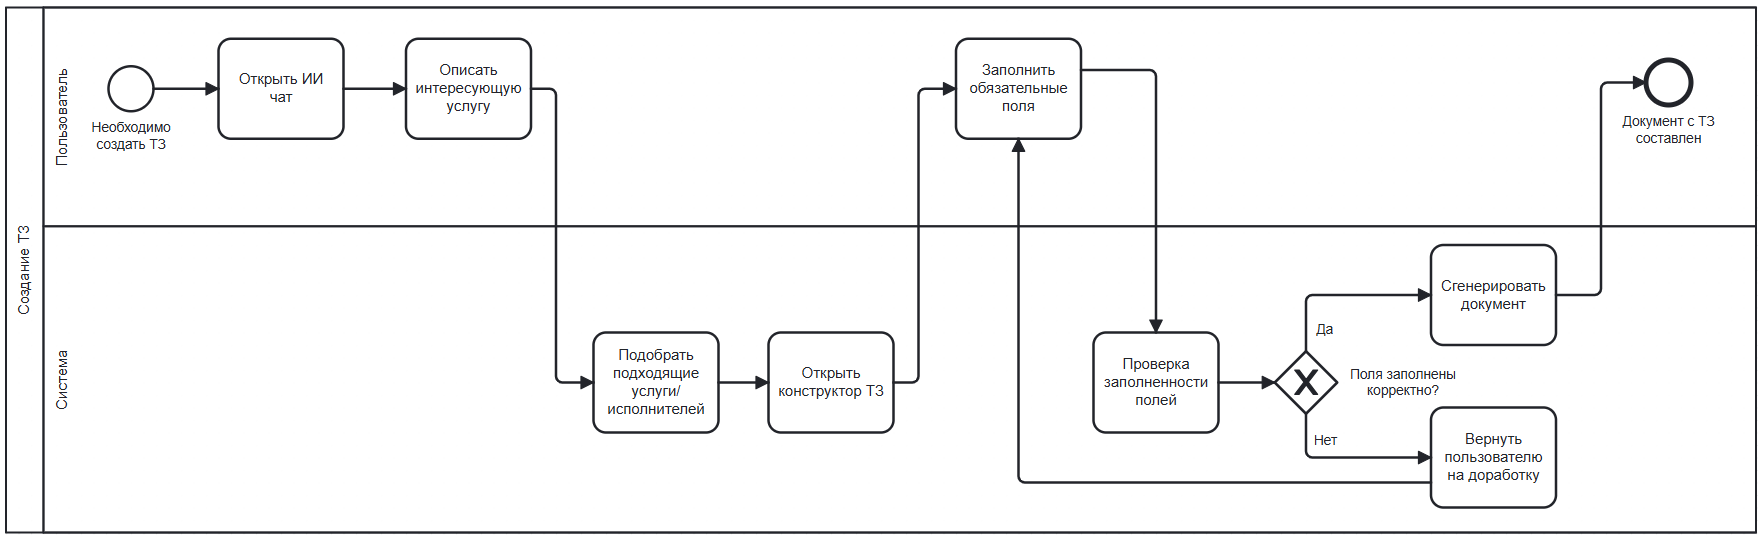 Создание ТЗ
Пользователь
Необходимо
создать ТЗ
Открыть ИИ
чат
Описать
интересующую
услугу
Заполнить
обязательные
поля
Документ с ТЗ
составлен
Система
Подобрать
подходящие
услуги/
исполнителей
Открыть
конструктор ТЗ
Проверка
заполненности
полей
Поля заполнены
корректно?
Да
Сгенерировать
документ
Нет
Вернуть
пользователю
на доработку